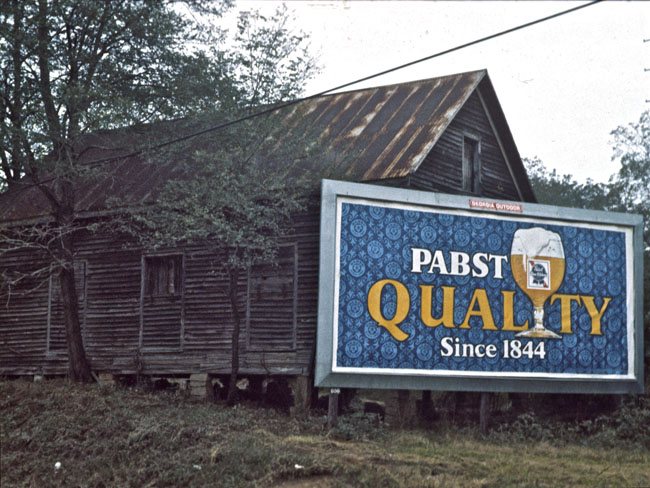 GEORGIA OUTDOOR
PABST
QUALITY
Since 1844